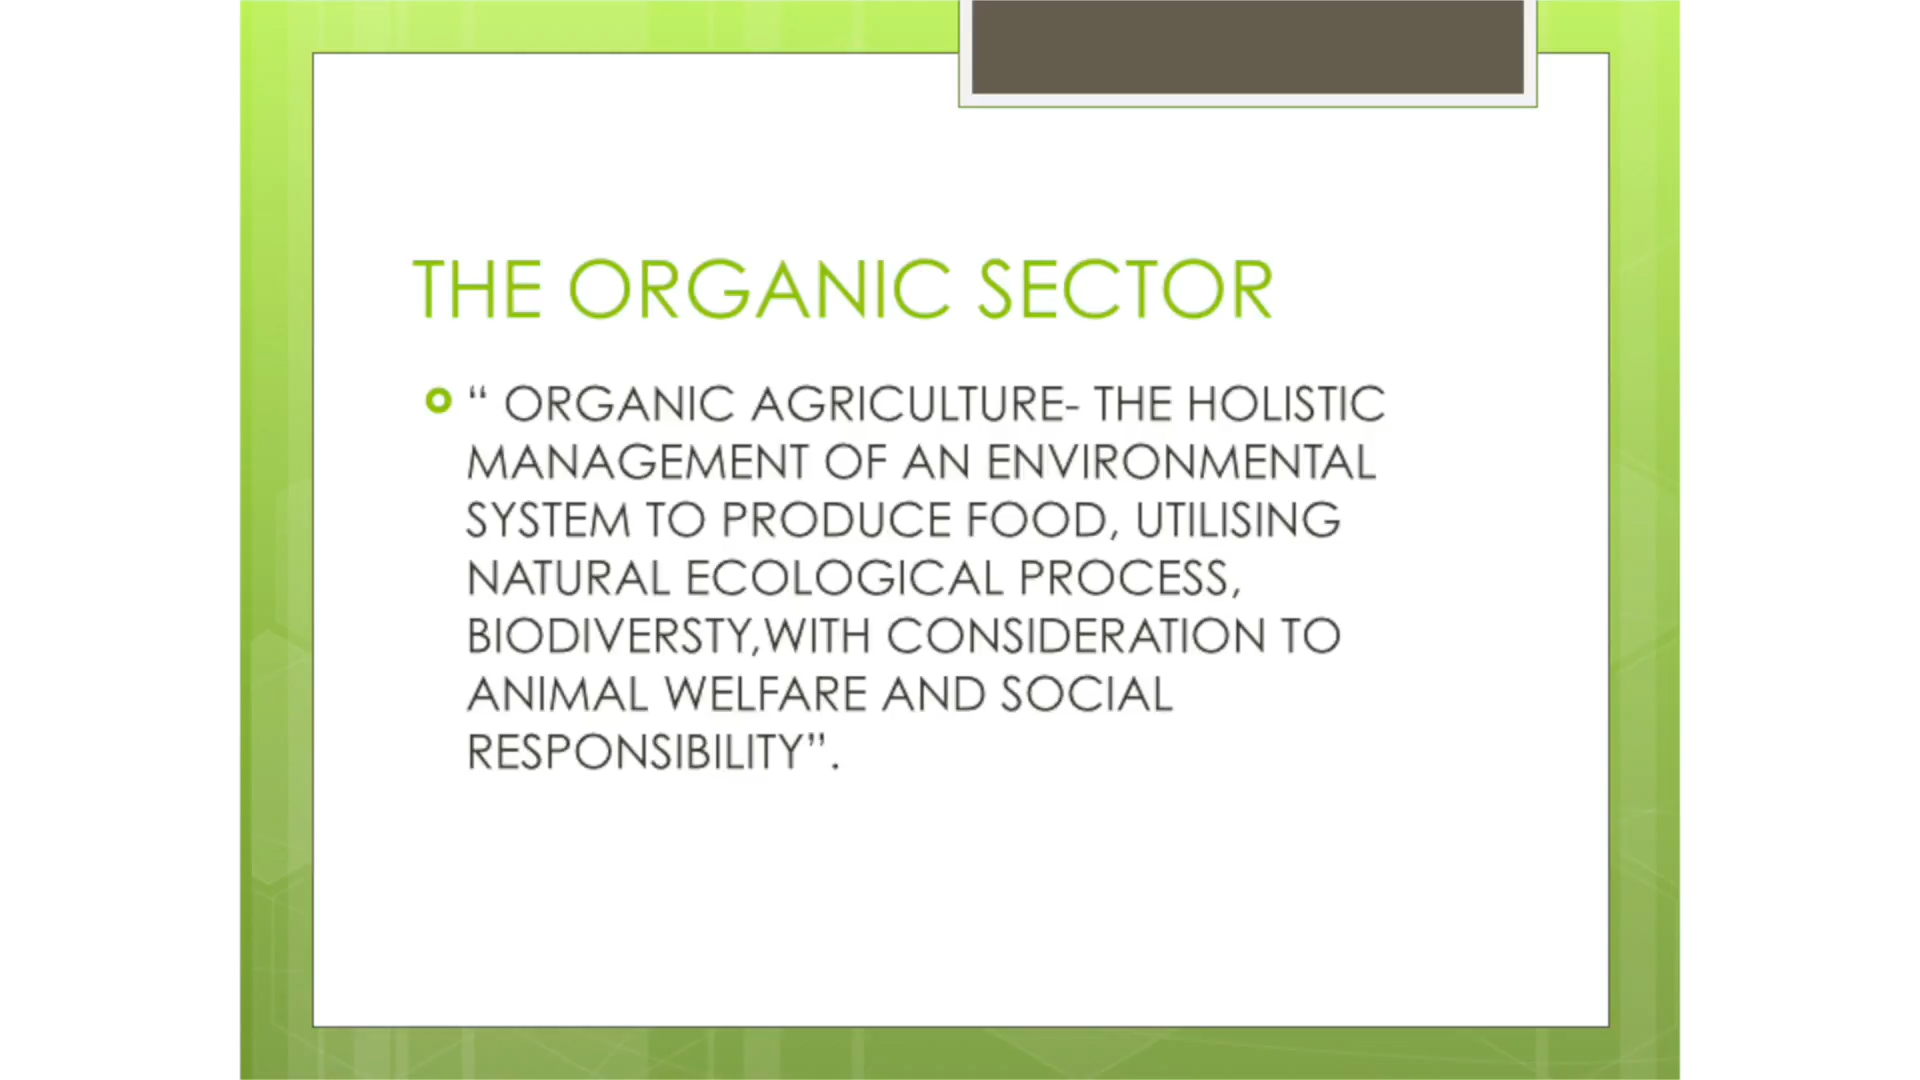 THE ORGANIC SECTOR
“ ORGANIC AGRICULTURE- THE HOLISTIC
MANAGEMENT OF AN ENVIRONMENTAL
SYSTEM TO PRODUCE FOOD, UTILISING
NATURAL ECOLOGICAL PROCESS,
BIODIVERSTY,WITH CONSIDERATION TO
ANIMAL WELFARE AND SOCIAL
RESPONSIBILITY”.